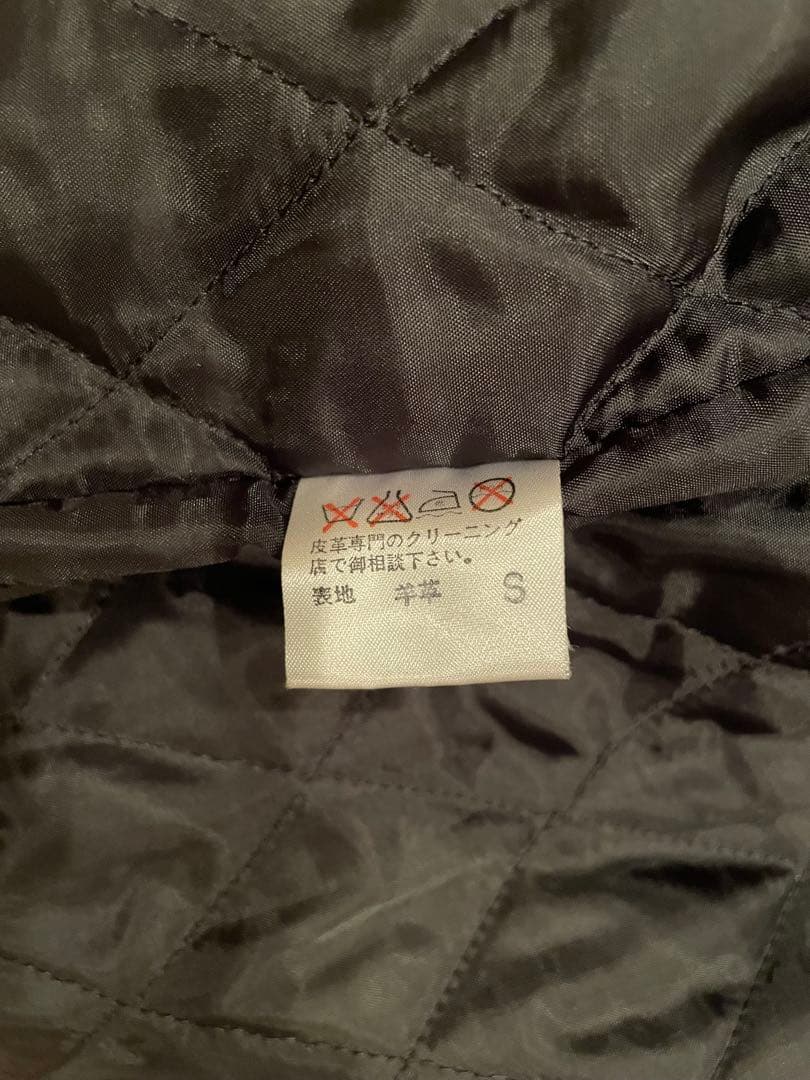 皮革専門のクリーニング
店で御相談下さい。
表地 羊革 S